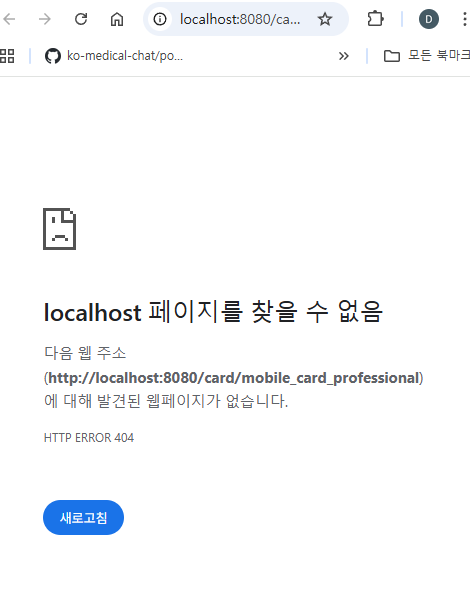 localhost:8080/ca...
D
ko-medical-chat/po...
»
모든 북마크
localhost 페이지를 찾을 수 없음
다음 웹 주소
(http://localhost:8080/card/mobile_card_professional)
에 대해 발견된 웹페이지가 없습니다.
HTTP ERROR 404
새로고침